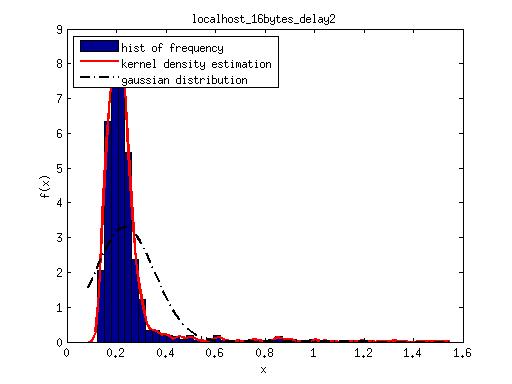 localhost_16bytes_delay2
hist of frequency
kernel density estimation
gaussian distribution
9
8
7
6
5
4
3
2
1
0
f(x)
0 0.2 0.4 0.6 0.8 1 1.2 1.4 1.6
x